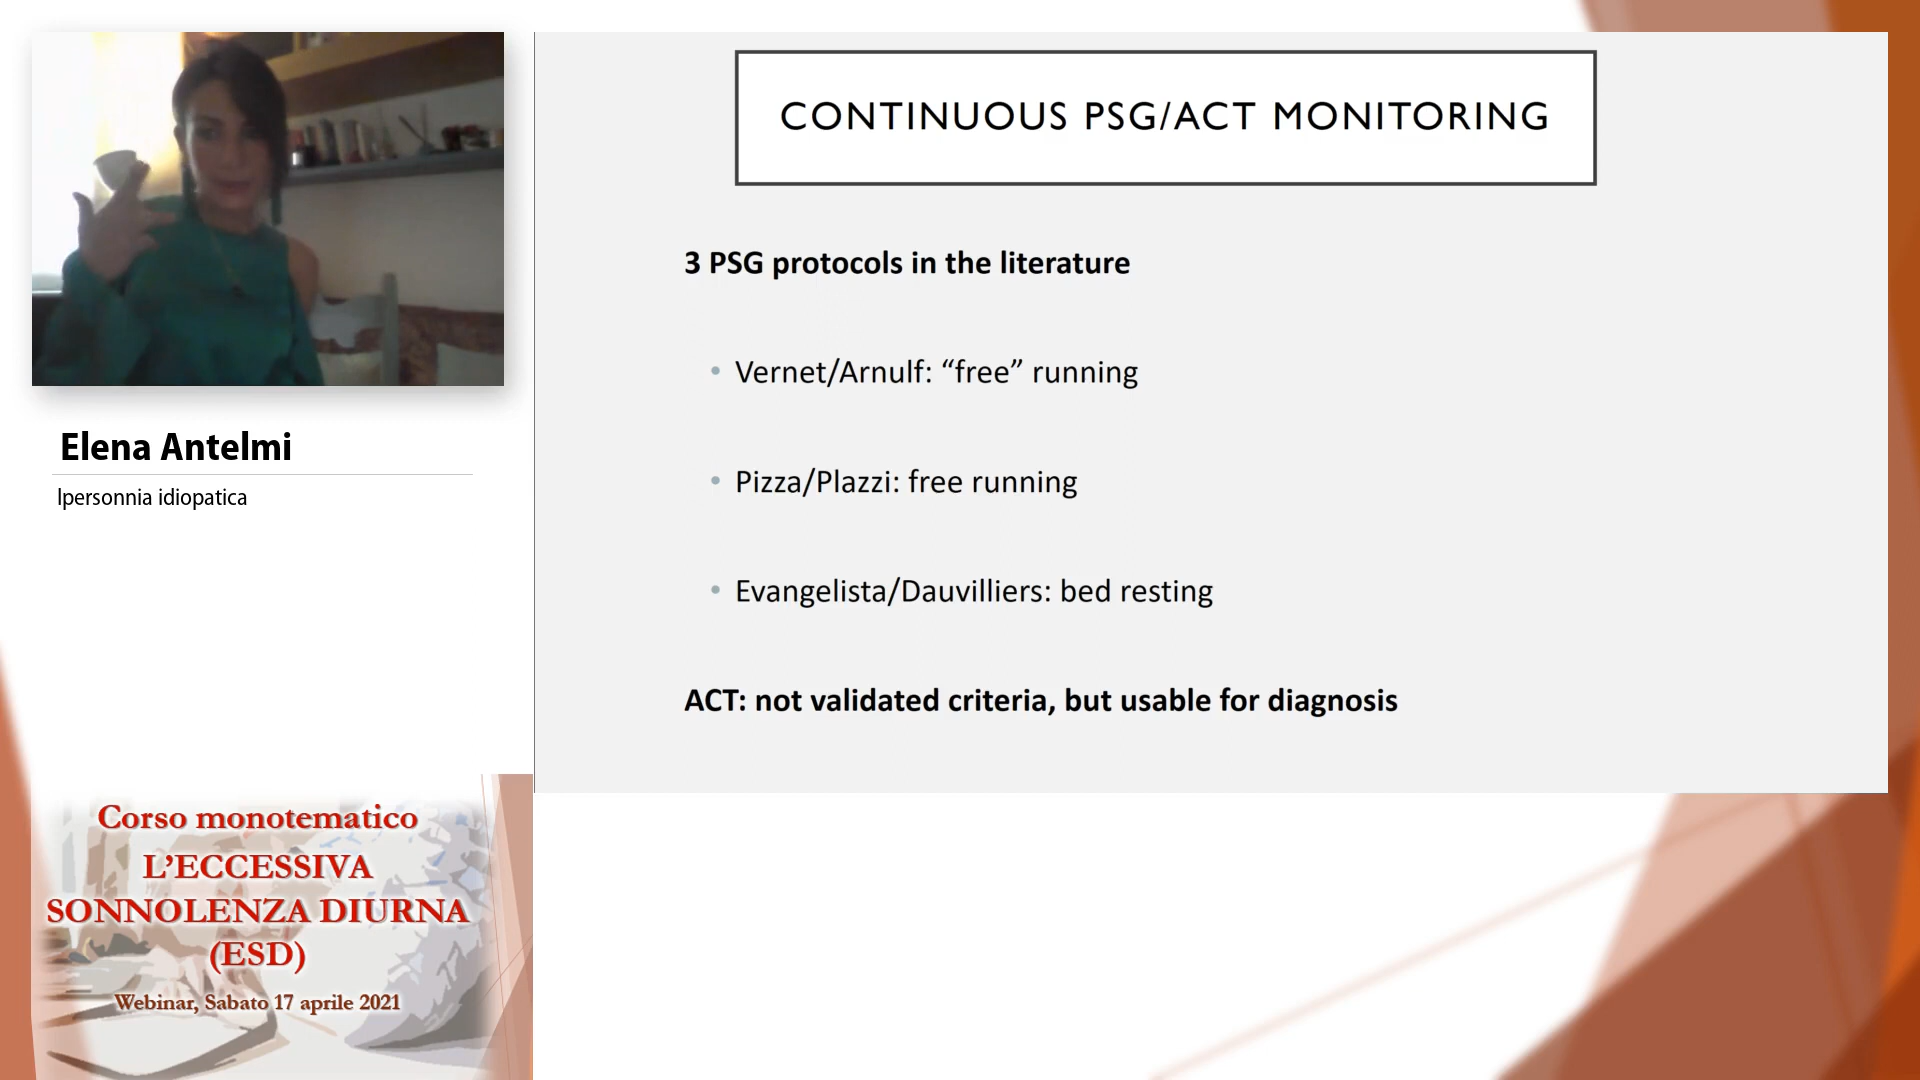 CONTINUOUS PSG/ACT MONITORING
3 PSG protocols in the literature
• Vernet/Arnulf: “free” running
• Pizza/Plazzi: free running
• Evangelista/Dauvilliers: bed resting
ACT: not validated criteria, but usable for diagnosis
Elena Antelmi
Ipersonnia idiopatica
Corso monotematico
L’ECCESSIVA
SONNOLENZA DIURNA
(ESD)
Webinar, Sabato 17 aprile 2021